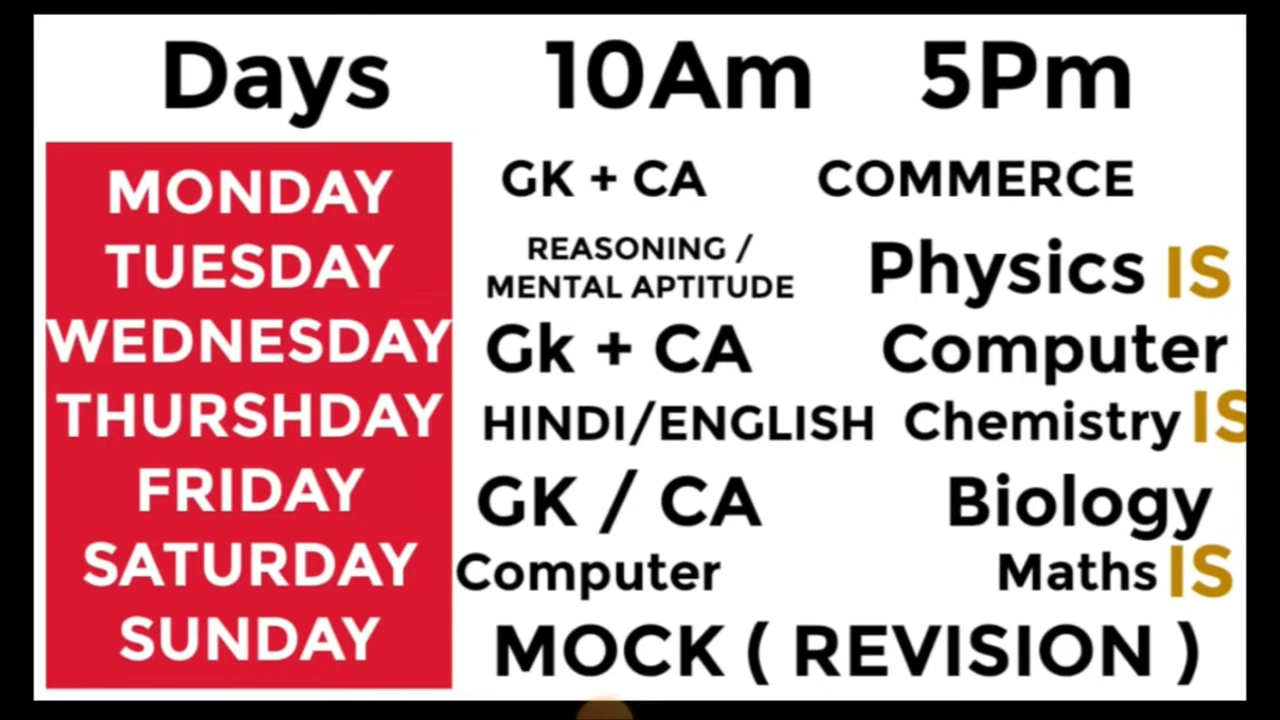 Days 10Am 5Pm
MONDAY GK + CA COMMERCE
TUESDAY REASONING / MENTAL APTITUDE Physics IS
WEDNESDAY Gk + CA Computer
THURSHDAY HINDI/ENGLISH Chemistry IS
FRIDAY GK / CA Biology
SATURDAY Computer Maths IS
SUNDAY MOCK ( REVISION )